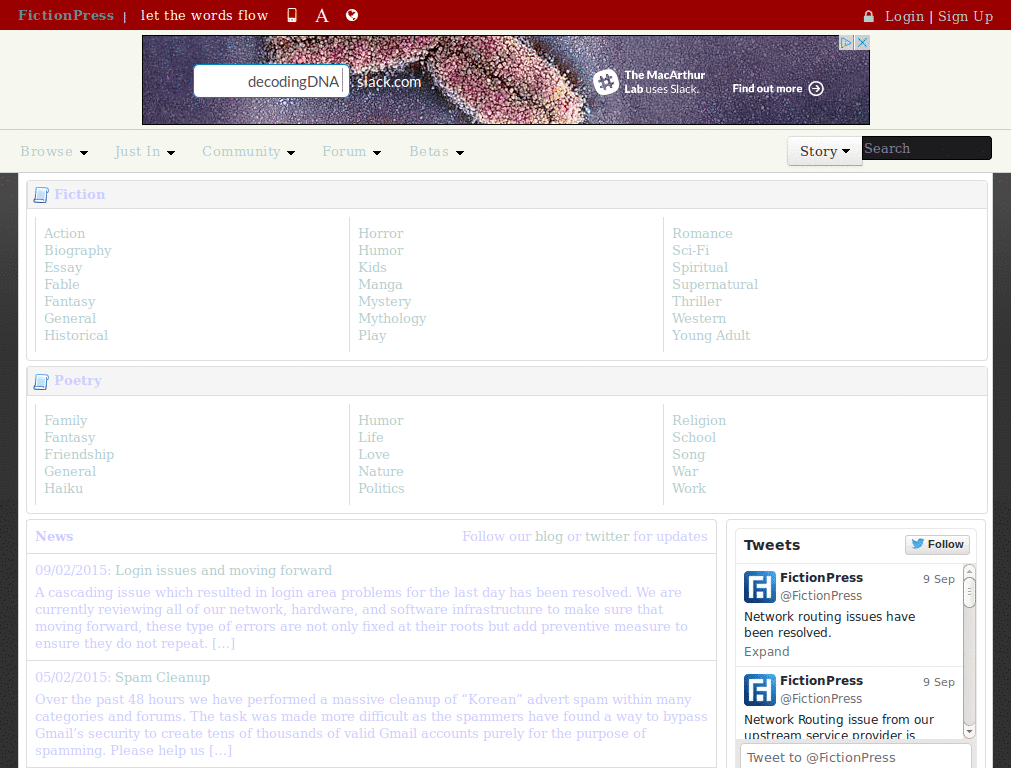 FictionPress | let the words flow A Login | Sign Up
decodingDNA .slack.com The MacArthur Lab uses Slack. Find out more
Browse Just In Community Forum Betas Story Search
Fiction
Action Horror Romance
Biography Humor Sci-Fi
Essay Kids Spiritual
Fable Manga Supernatural
Fantasy Mystery Thriller
General Mythology Western
Historical Play Young Adult
Poetry
Family Humor Religion
Fantasy Life School
Friendship Love Song
General Nature War
Haiku Politics Work
News Follow our blog or twitter for updates
09/02/2015: Login issues and moving forward
A cascading issue which resulted in login area problems for the last day has been resolved. We are
currently reviewing all of our network, hardware, and software infrastructure to make sure that
moving forward, these type of errors are not only fixed at their roots but add preventive measure to
ensure they do not repeat. [...]
05/02/2015: Spam Cleanup
Over the past 48 hours we have performed a massive cleanup of “Korean” advert spam within many
categories and forums. The task was made more difficult as the spammers have found a way to bypass
Gmail’s security to create tens of thousands of valid Gmail accounts purely for the purpose of
spamming. Please help us [...]
Tweets Follow
FictionPress 9 Sep
@FictionPress
Network routing issues have
been resolved.
Expand
FictionPress 9 Sep
@FictionPress
Network Routing issue from our
upstream service provider is
Tweet to @FictionPress